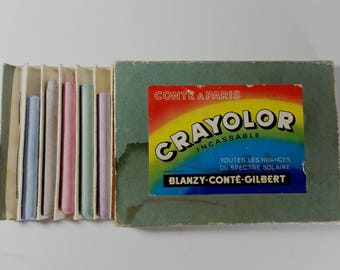 CONTÉ A PARIS
CRAYOLOR
INCASSABLE
TOUTES LES NUANCES
DU SPECTRE SOLAIRE
BLANZY·CONTÉ·GILBERT